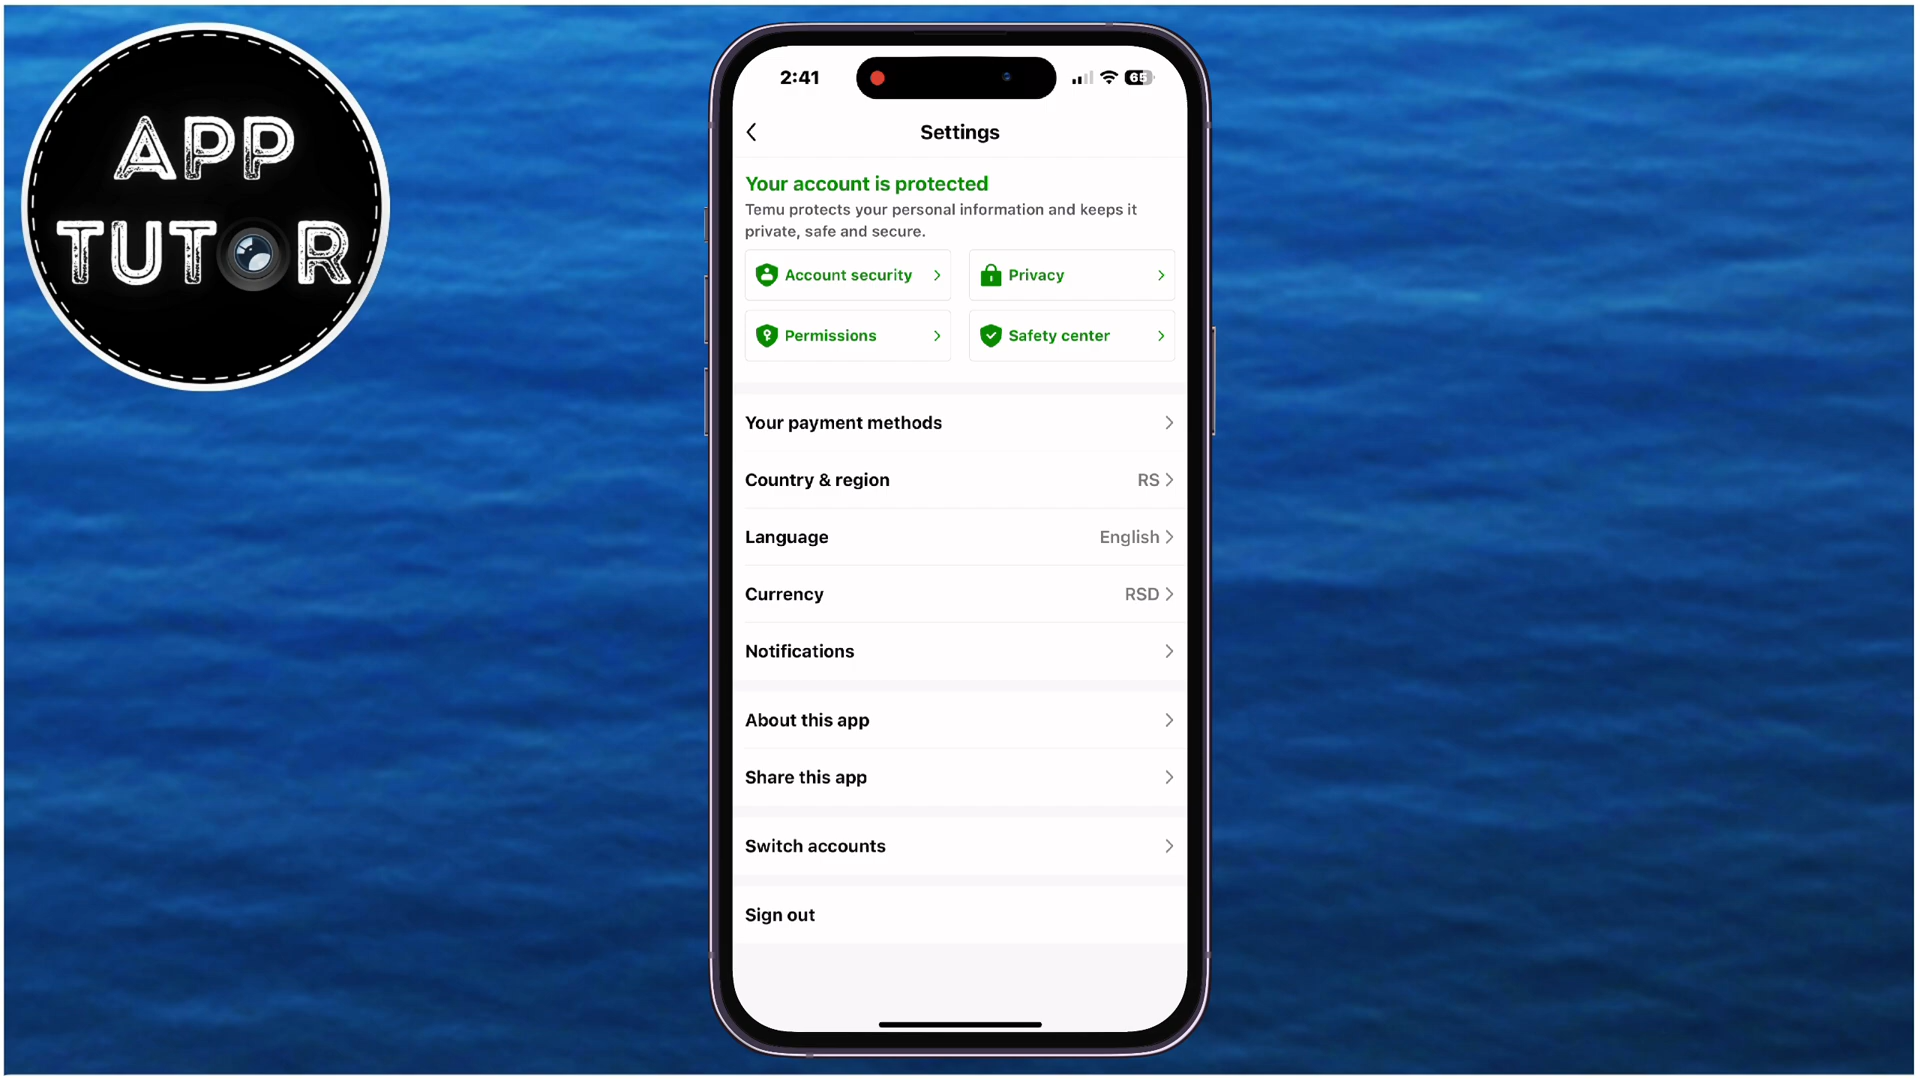 APP
TUTOR
2:41
65
Settings
Your account is protected
Temu protects your personal information and keeps it
private, safe and secure.
Account security
Privacy
Permissions
Safety center
Your payment methods
Country & region RS
Language English
Currency RSD
Notifications
About this app
Share this app
Switch accounts
Sign out